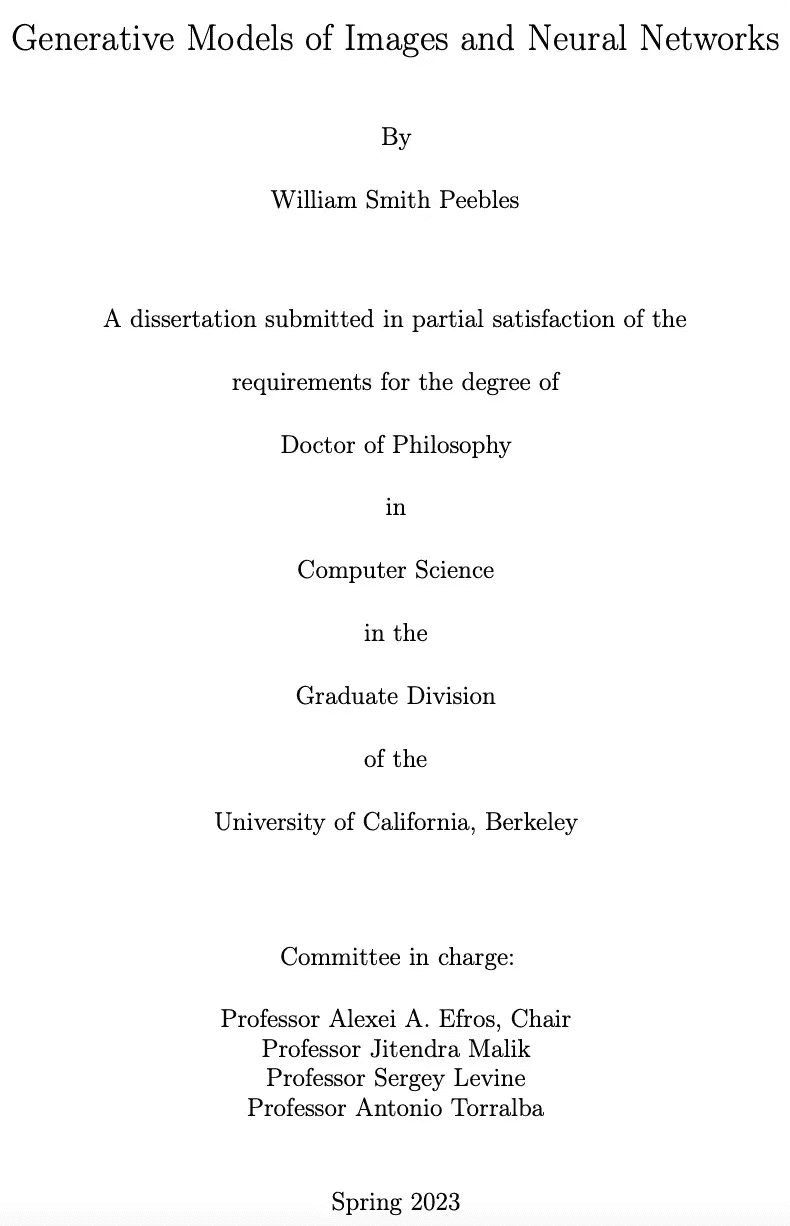 Generative Models of Images and Neural Networks
By
William Smith Peebles
A dissertation submitted in partial satisfaction of the
requirements for the degree of
Doctor of Philosophy
in
Computer Science
in the
Graduate Division
of the
University of California, Berkeley
Committee in charge:
Professor Alexei A. Efros, Chair
Professor Jitendra Malik
Professor Sergey Levine
Professor Antonio Torralba
Spring 2023